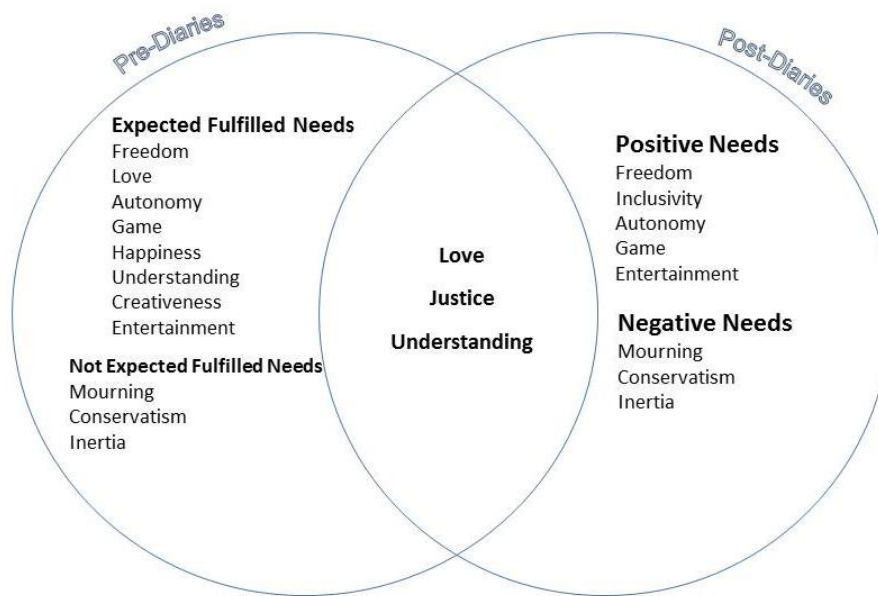 Pre-Diaries
Expected Fulfilled Needs
Freedom
Love
Autonomy
Game
Happiness
Understanding
Creativeness
Entertainment
Not Expected Fulfilled Needs
Mourning
Conservatism
Inertia
Love
Justice
Understanding
Post-Diaries
Positive Needs
Freedom
Inclusivity
Autonomy
Game
Entertainment
Negative Needs
Mourning
Conservatism
Inertia